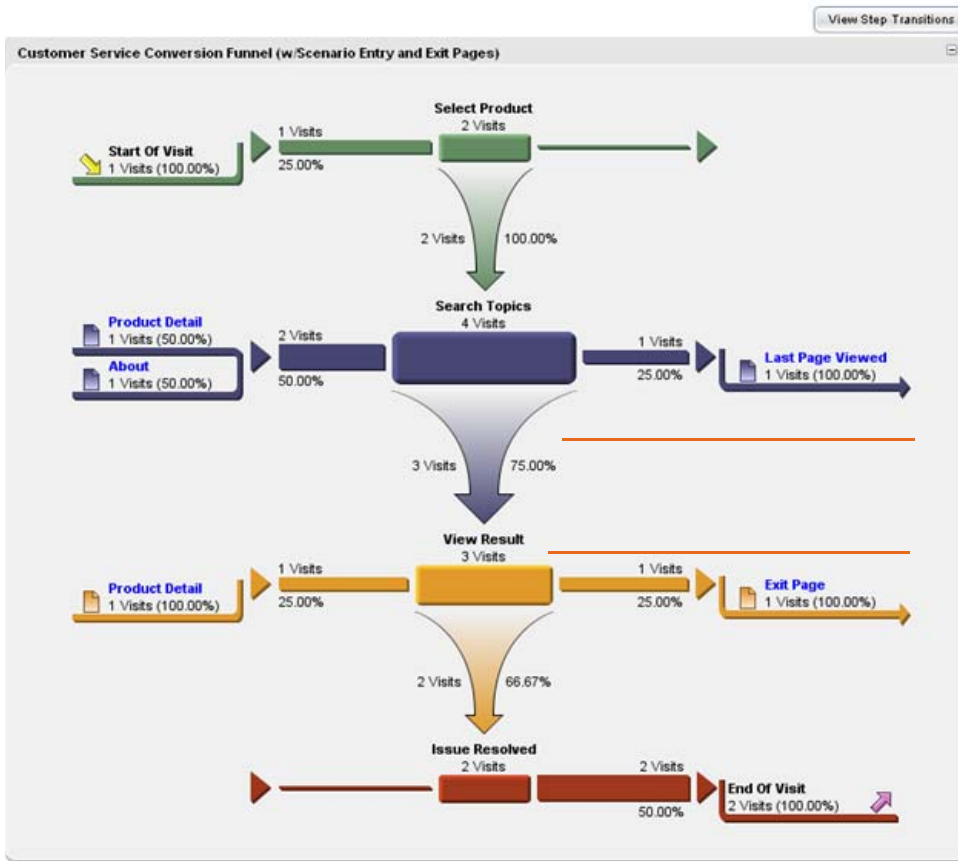 View Step Transitions
Customer Service Conversion Funnel (w/Scenario Entry and Exit Pages)
Select Product
2 Visits
Start Of Visit
1 Visits (100.00%)
1 Visits
25.00%
2 Visits
100.00%
Search Topics
4 Visits
Product Detail
1 Visits (50.00%)
About
1 Visits (50.00%)
2 Visits
50.00%
1 Visits
25.00%
Last Page Viewed
1 Visits (100.00%)
3 Visits
75.00%
View Result
3 Visits
Product Detail
1 Visits (100.00%)
1 Visits
25.00%
1 Visits
25.00%
Exit Page
1 Visits (100.00%)
2 Visits
66.67%
Issue Resolved
2 Visits
2 Visits
50.00%
End Of Visit
2 Visits (100.00%)